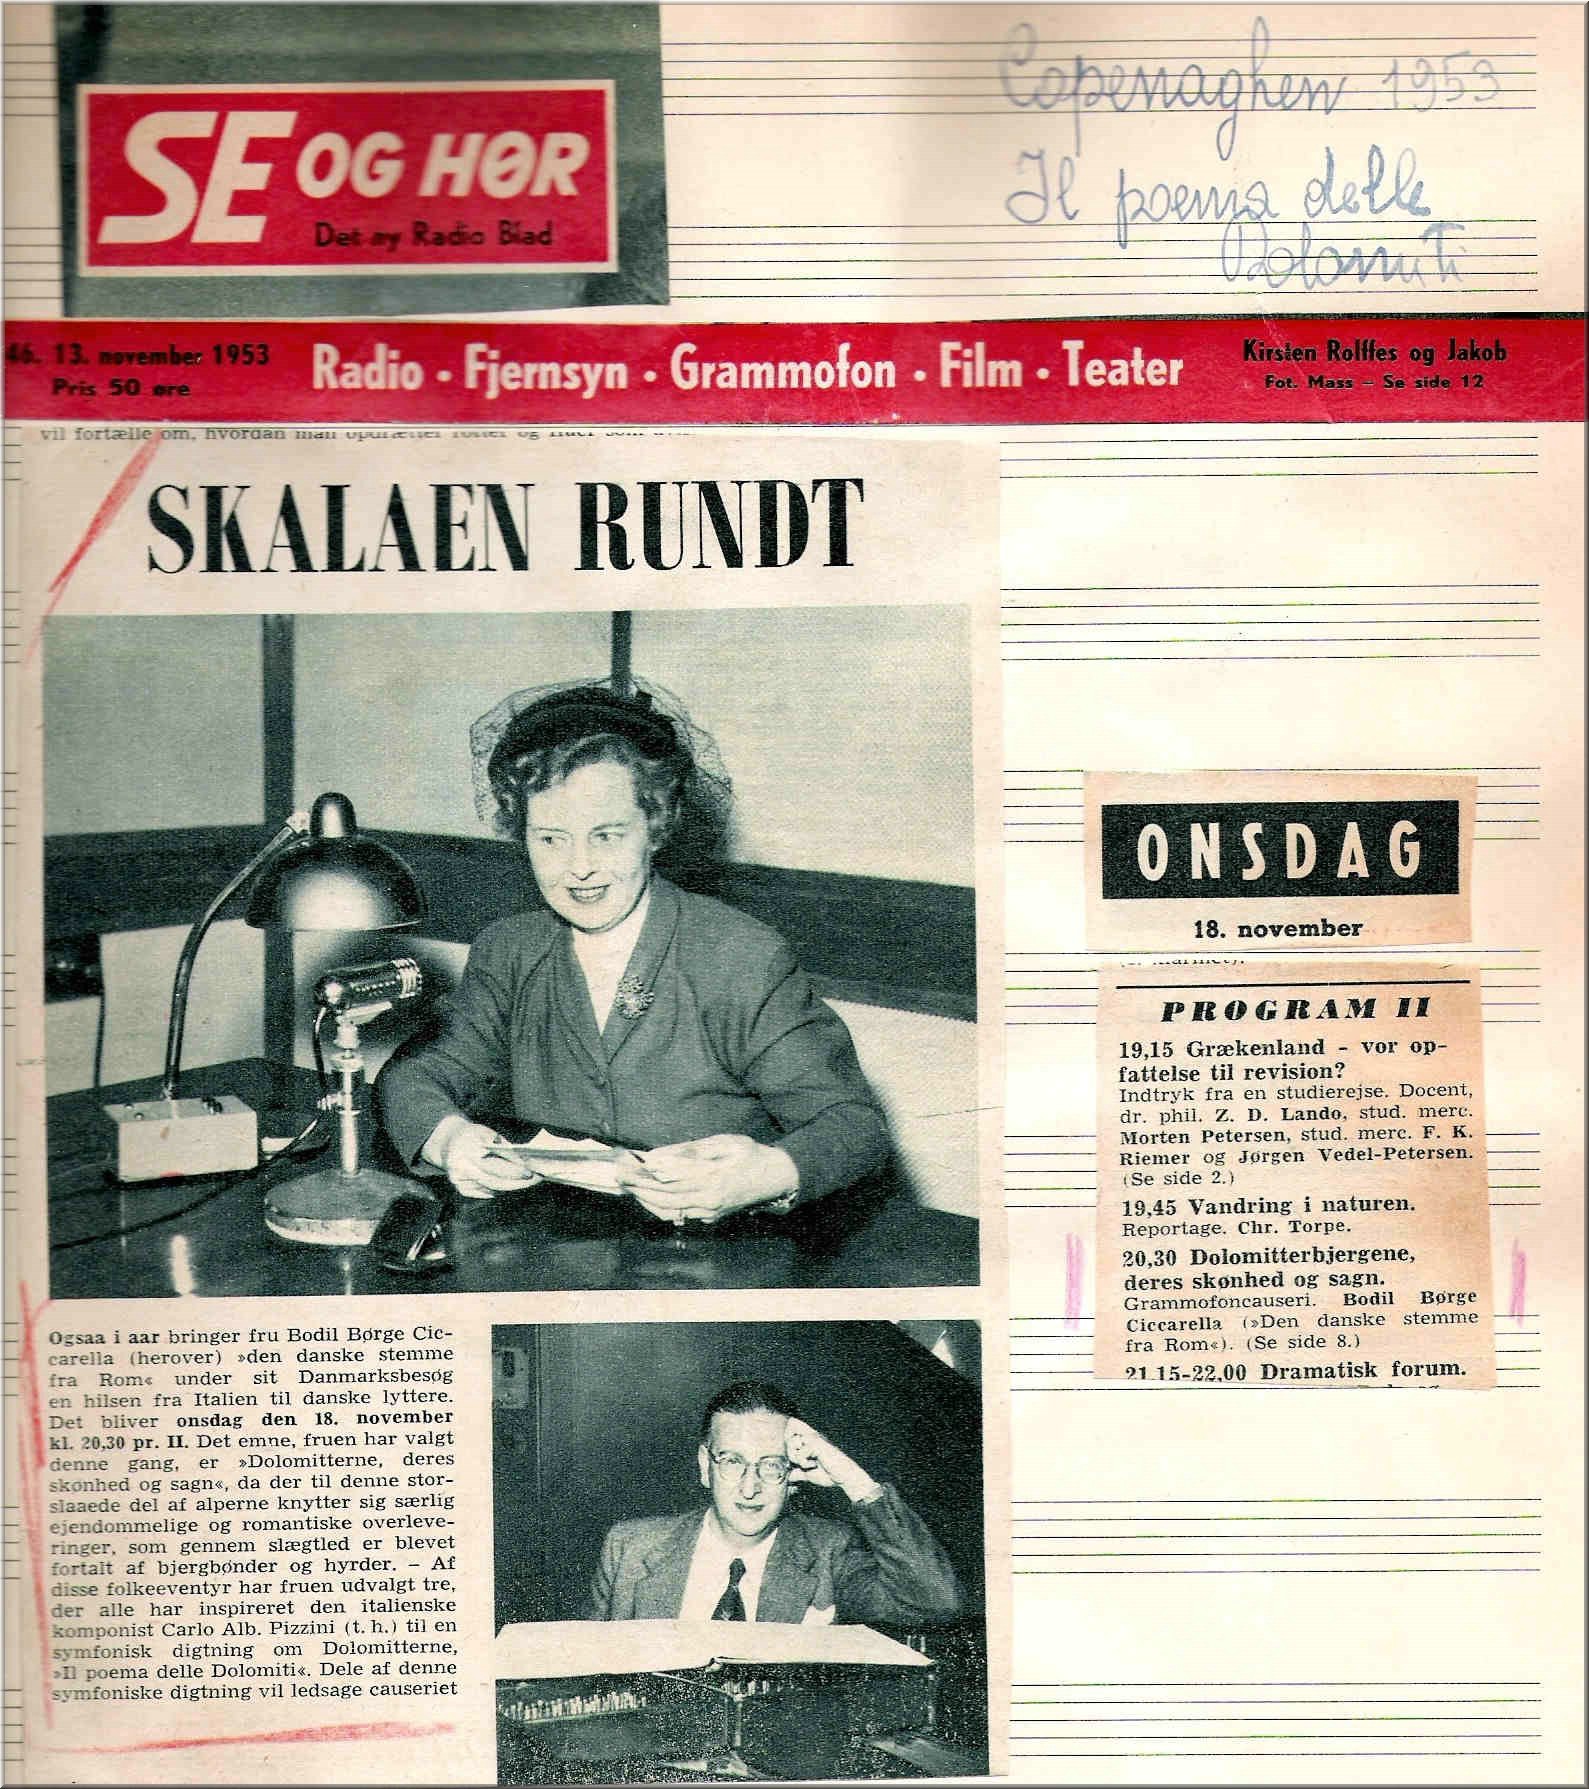 Copenaghen 1953
Il poema delle
Dolomiti
SE OG HØR
Det ny Radio Blad
46. 13. november 1953
Pris 50 øre
Radio · Fjernsyn · Grammofon · Film · Teater
Kirsten Rolffes og Jakob
Fot. Mass – Se side 12
vil fortælle om, hvordan man opdrætter rotter og
SKALAEN RUNDT
Ogsaa i aar bringer fru Bodil Børge Cic-
carella (herover) »den danske stemme
fra Rom« under sit Danmarksbesøg
en hilsen fra Italien til danske lyttere.
Det bliver onsdag den 18. november
kl. 20,30 pr. II. Det emne, fruen har valgt
denne gang, er »Dolomitterne, deres
skønhed og sagn«, da der til denne stor-
slaaede del af alperne knytter sig særlig
ejendommelige og romantiske overleve-
ringer, som gennem slægtled er blevet
fortalt af bjergbønder og hyrder. – Af
disse folkeeventyr har fruen udvalgt tre,
der alle har inspireret den italienske
komponist Carlo Alb. Pizzini (t. h.) til en
symfonisk digtning om Dolomitterne,
»Il poema delle Dolomiti«. Dele af denne
symfoniske digtning vil ledsage causeriet
ONSDAG
18. november
PROGRAM II
19,15 Grækenland - vor op-
fattelse til revision?
Indtryk fra en studierejse. Docent,
dr. phil. Z. D. Lando, stud. merc.
Morten Petersen, stud. merc. F. K.
Riemer og Jørgen Vedel-Petersen.
(Se side 2.)
19,45 Vandring i naturen.
Reportage. Chr. Torpe.
20,30 Dolomitterbjergene,
deres skønhed og sagn.
Grammofoncauseri. Bodil Børge
Ciccarella (»Den danske stemme
fra Rom«). (Se side 8.)
21,15-22,00 Dramatisk forum.